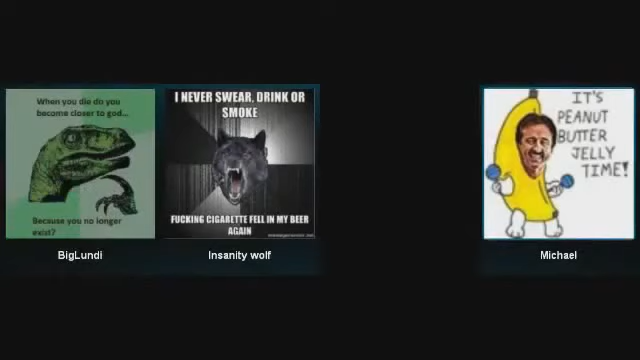 When you die do you
become closer to god...
Because you no longer
exist?
BigLundi
I NEVER SWEAR, DRINK OR
SMOKE
FUCKING CIGARETTE FELL IN MY BEER
AGAIN
Insanity wolf
IT'S
PEANUT
BUTTER
JELLY
TIME!
Michael